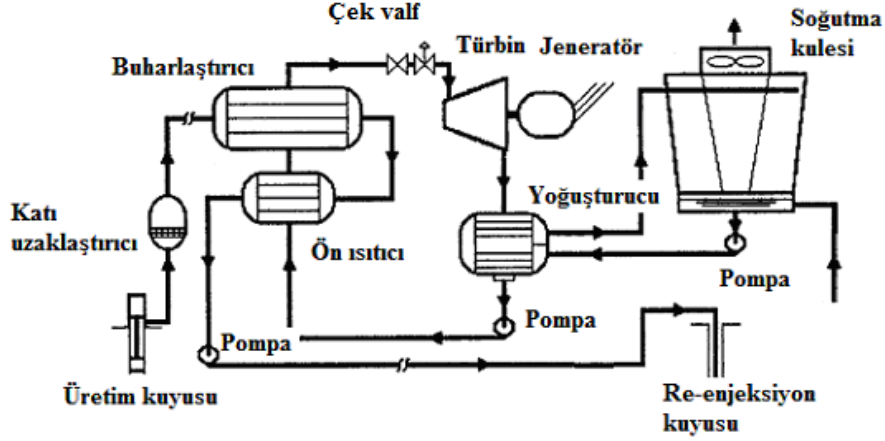 Çek valf
Soğutma
kulesi
Türbin Jeneratör
Buharlaştırıcı
Yoğuşturucu
Katı
uzaklaştırıcı
Ön ısıtıcı
Pompa
Pompa
Pompa
Üretim kuyusu
Re-enjeksiyon
kuyusu